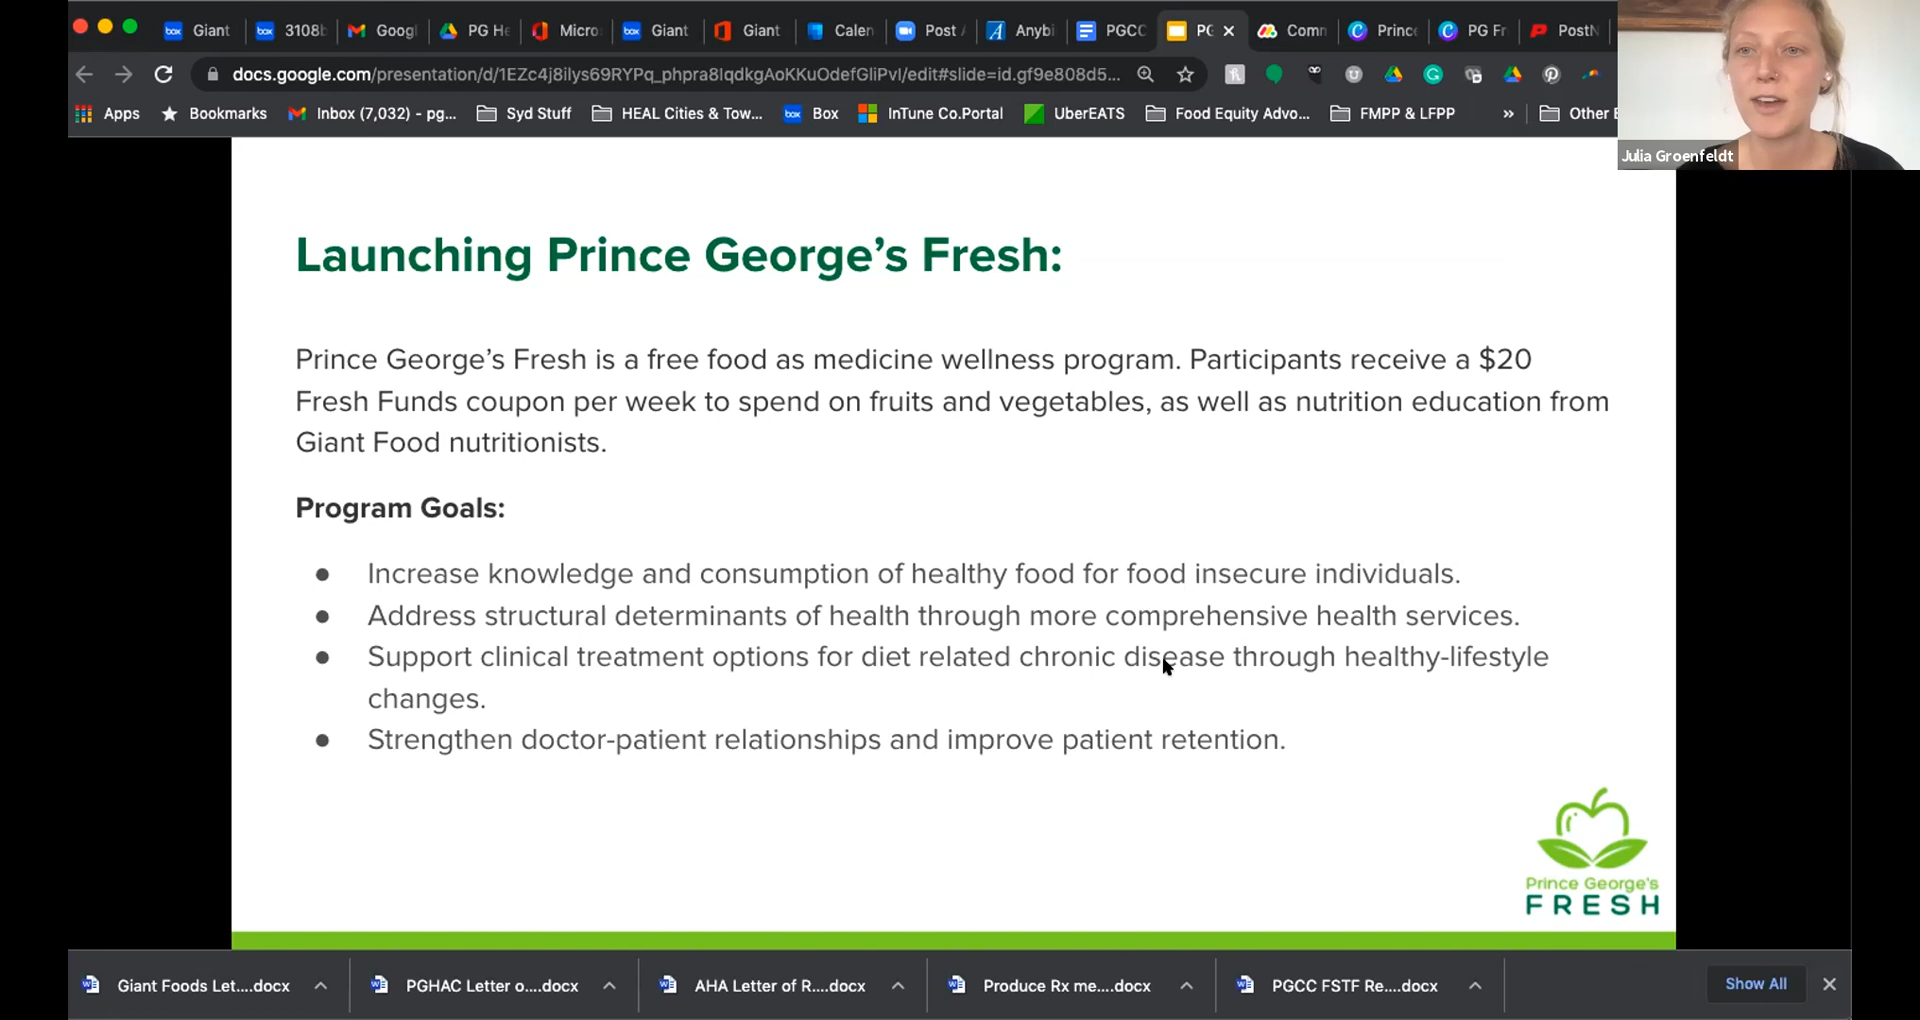 Giant
3108b
Googl
PG He
Micro
Giant
Giant
Calen
Post A
Anybi
PGCC
PG
Comm
Princ
PG Fr
PostN
docs.google.com/presentation/d/1EZc4j8ilys69RYPq_phpra8IqdkgAoKKuOdefGliPvI/edit#slide=id.gf9e808d5...
Apps
Bookmarks
Inbox (7,032) - pg...
Syd Stuff
HEAL Cities & Tow...
Box
InTune Co.Portal
UberEATS
Food Equity Advo...
FMPP & LFPP
»
Other
Julia Groenfeldt
Launching Prince George’s Fresh:
Prince George’s Fresh is a free food as medicine wellness program. Participants receive a $20
Fresh Funds coupon per week to spend on fruits and vegetables, as well as nutrition education from
Giant Food nutritionists.
Program Goals:
● Increase knowledge and consumption of healthy food for food insecure individuals.
● Address structural determinants of health through more comprehensive health services.
● Support clinical treatment options for diet related chronic disease through healthy-lifestyle
changes.
● Strengthen doctor-patient relationships and improve patient retention.
Prince George's
FRESH
Giant Foods Let....docx
PGHAC Letter o....docx
AHA Letter of R....docx
Produce Rx me....docx
PGCC FSTF Re....docx
Show All